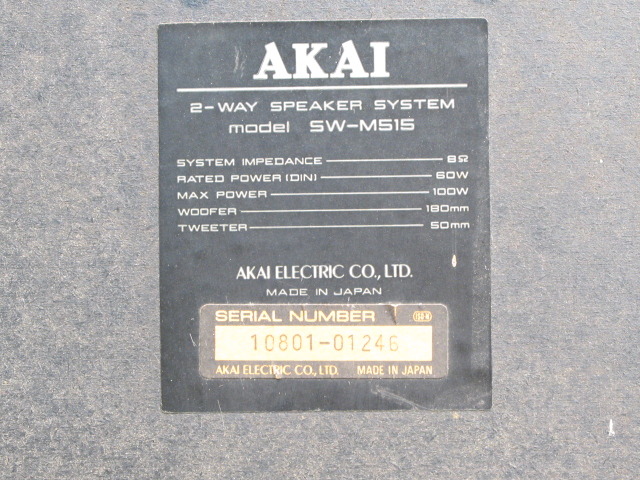 AKAI
2-WAY SPEAKER SYSTEM
model SW-M515
SYSTEM IMPEDANCE 8Ω
RATED POWER (DIN) 60W
MAX POWER 100W
WOOFER 180mm
TWEETER 50mm
AKAI ELECTRIC CO., LTD.
MADE IN JAPAN
SERIAL NUMBER
10801-01246
AKAI ELECTRIC CO., LTD. MADE IN JAPAN